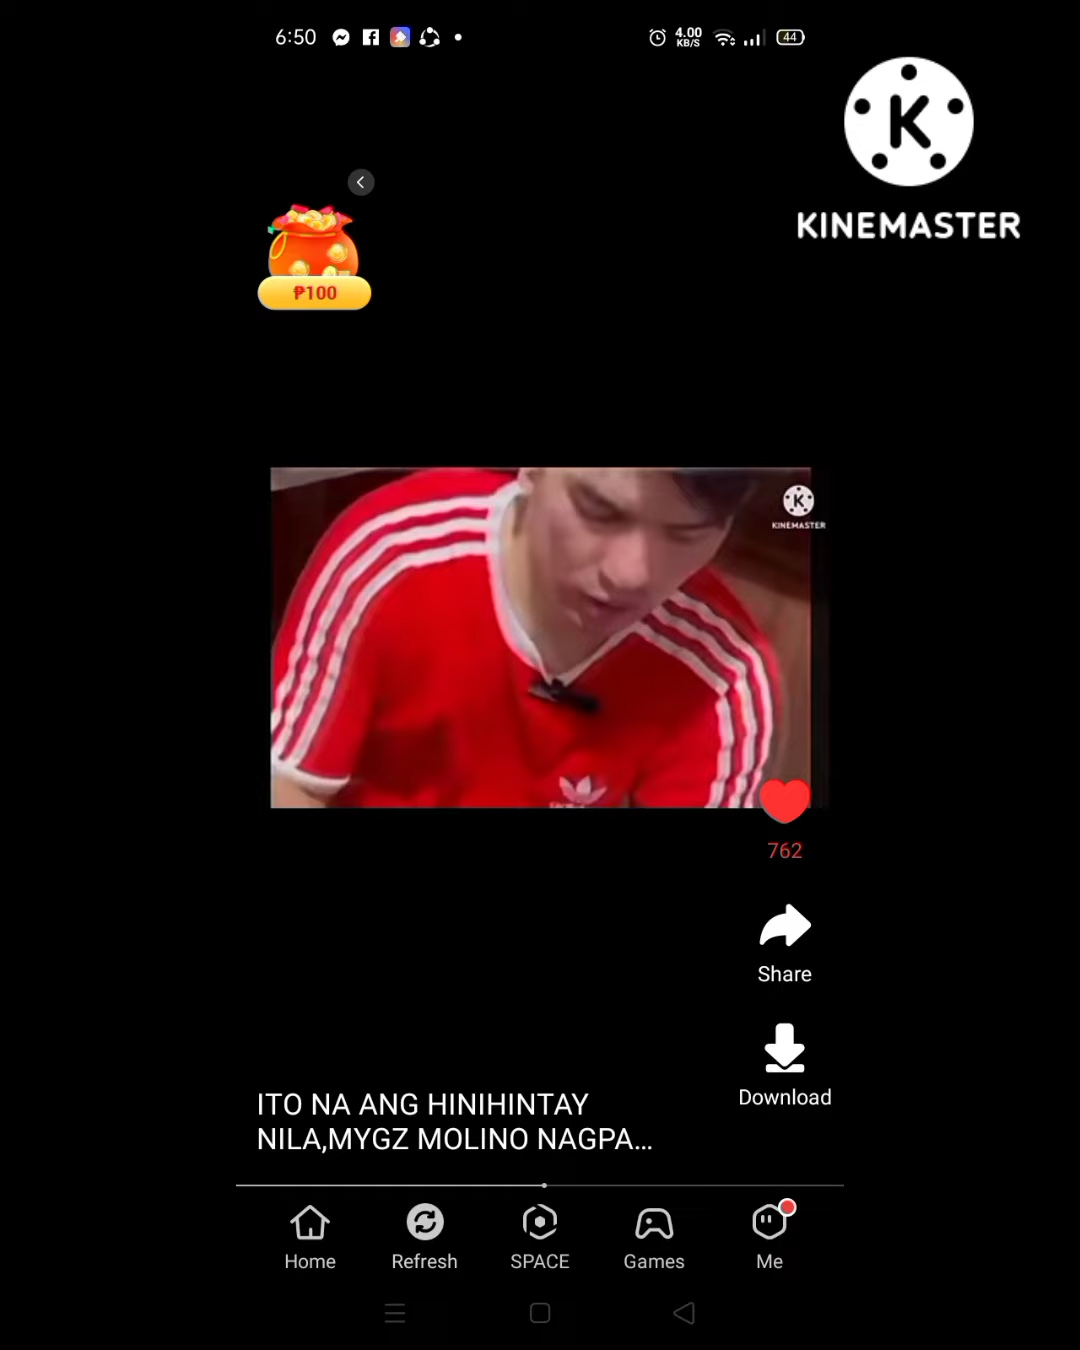 6:50
4.00
KB/S
44
KINEMASTER
₱100
KINEMASTER
762
Share
Download
ITO NA ANG HINIHINTAY
NILA,MYGZ MOLINO NAGPA...
Home
Refresh
SPACE
Games
Me